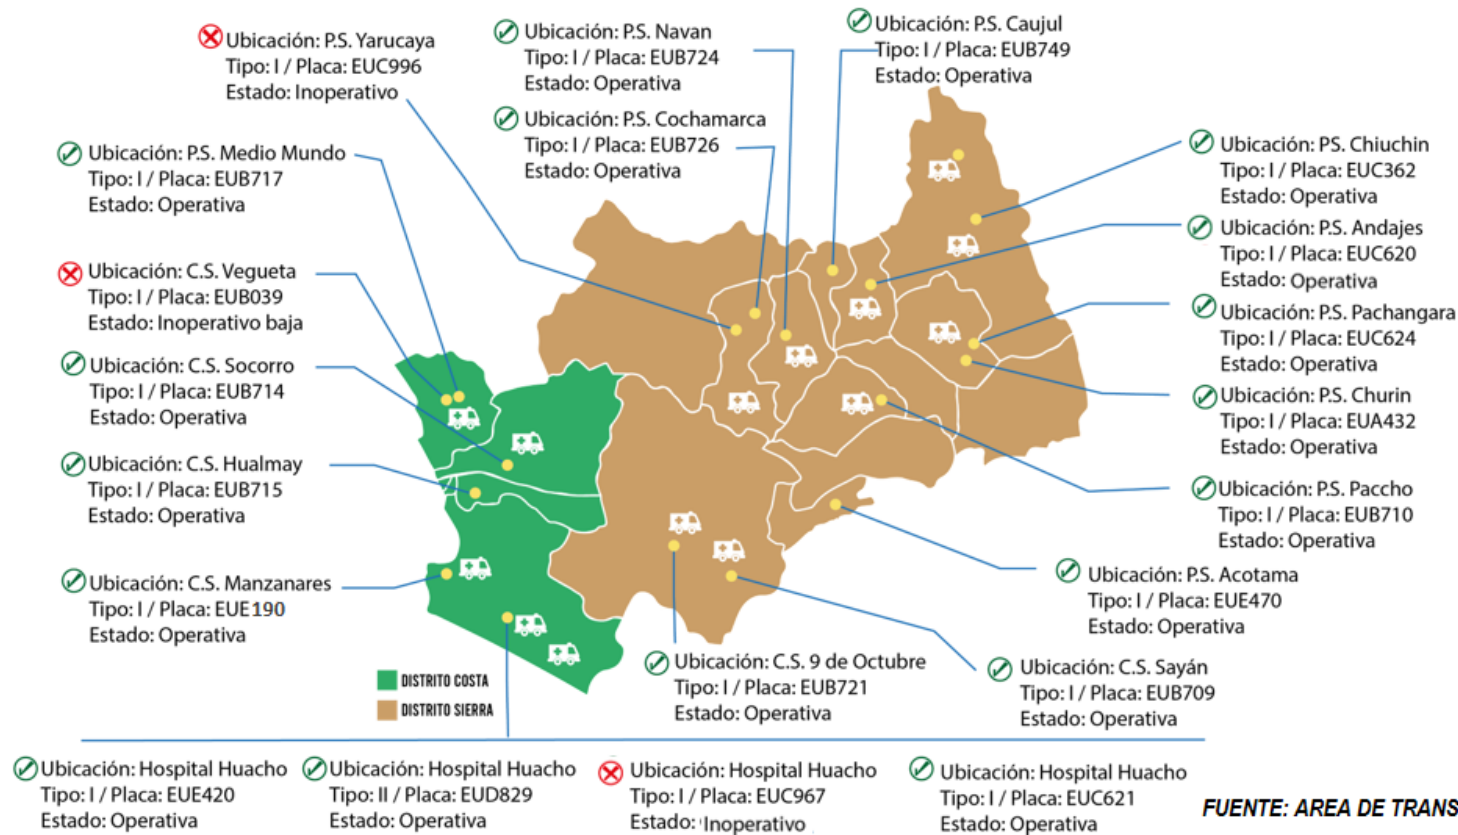 Ubicación: P.S. Yarucaya
Tipo: I / Placa: EUC996
Estado: Inoperativo
Ubicación: P.S. Navan
Tipo: I / Placa: EUB724
Estado: Operativa
Ubicación: P.S. Caujul
Tipo: I / Placa: EUB749
Estado: Operativa
Ubicación: P.S. Cochamarca
Tipo: I / Placa: EUB726
Estado: Operativa
Ubicación: P.S. Medio Mundo
Tipo: I / Placa: EUB717
Estado: Operativa
Ubicación: PS. Chiuchin
Tipo: I / Placa: EUC362
Estado: Operativa
Ubicación: P.S. Andajes
Tipo: I / Placa: EUC620
Estado: Operativa
Ubicación: C.S. Vegueta
Tipo: I / Placa: EUB039
Estado: Inoperativo baja
Ubicación: P.S. Pachangara
Tipo: I / Placa: EUC624
Estado: Operativa
Ubicación: C.S. Socorro
Tipo: I / Placa: EUB714
Estado: Operativa
Ubicación: P.S. Churin
Tipo: I / Placa: EUA432
Estado: Operativa
Ubicación: C.S. Hualmay
Tipo: I / Placa: EUB715
Estado: Operativa
Ubicación: P.S. Paccho
Tipo: I / Placa: EUB710
Estado: Operativa
Ubicación: C.S. Manzanares
Tipo: I / Placa: EUE190
Estado: Operativa
Ubicación: P.S. Acotama
Tipo: I / Placa: EUE470
Estado: Operativa
Ubicación: C.S. 9 de Octubre
Tipo: I / Placa: EUB721
Estado: Operativa
Ubicación: C.S. Sayán
Tipo: I / Placa: EUB709
Estado: Operativa
DISTRITO COSTA
DISTRITO SIERRA
Ubicación: Hospital Huacho
Tipo: I / Placa: EUE420
Estado: Operativa
Ubicación: Hospital Huacho
Tipo: II / Placa: EUD829
Estado: Operativa
Ubicación: Hospital Huacho
Tipo: I / Placa: EUC967
Estado: Inoperativo
Ubicación: Hospital Huacho
Tipo: I / Placa: EUC621
Estado: Operativa
FUENTE: AREA DE TRANS